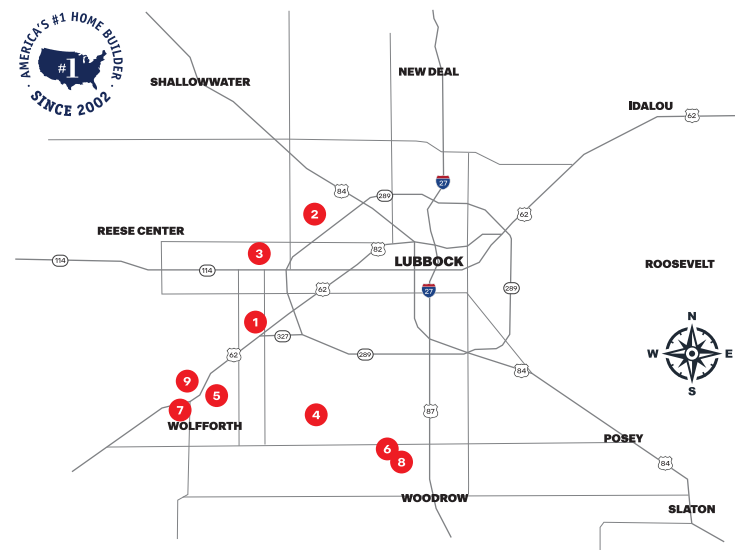 AMERICA'S #1 HOME BUILDER
#1
SINCE 2002
SHALLOWWATER
NEW DEAL
IDALOU
62
27
84
289
2
62
REESE CENTER
82
3
114
114
LUBBOCK
ROOSEVELT
62
27
289
1
327
N
W E
S
62
289
84
9
5
7
4
87
WOLFFORTH
6
8
POSEY
84
WOODROW
SLATON